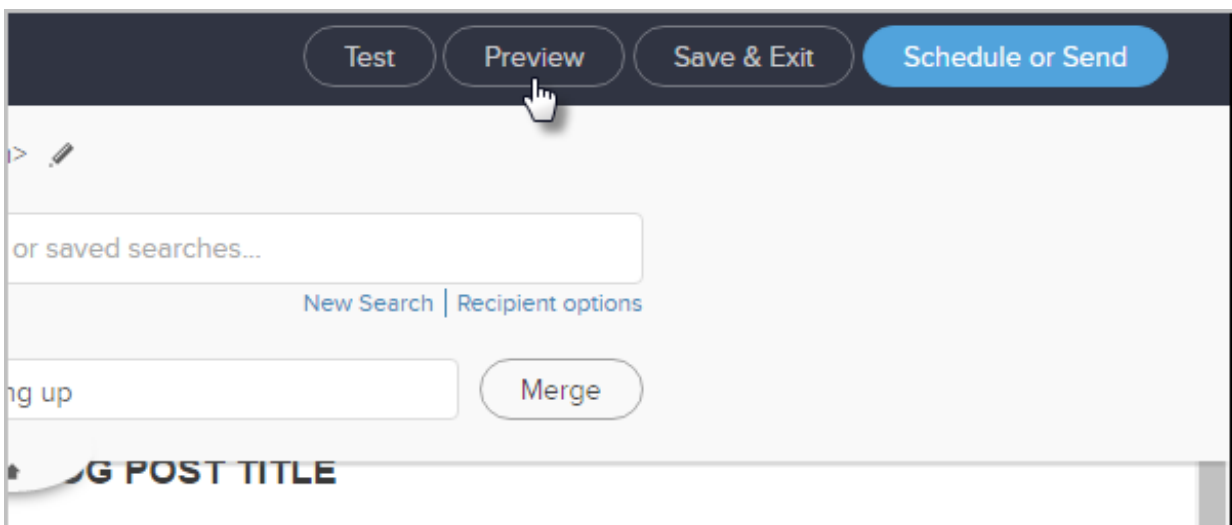 Test Preview Save & Exit Schedule or Send
>
or saved searches...
New Search | Recipient options
ng up Merge
OG POST TITLE